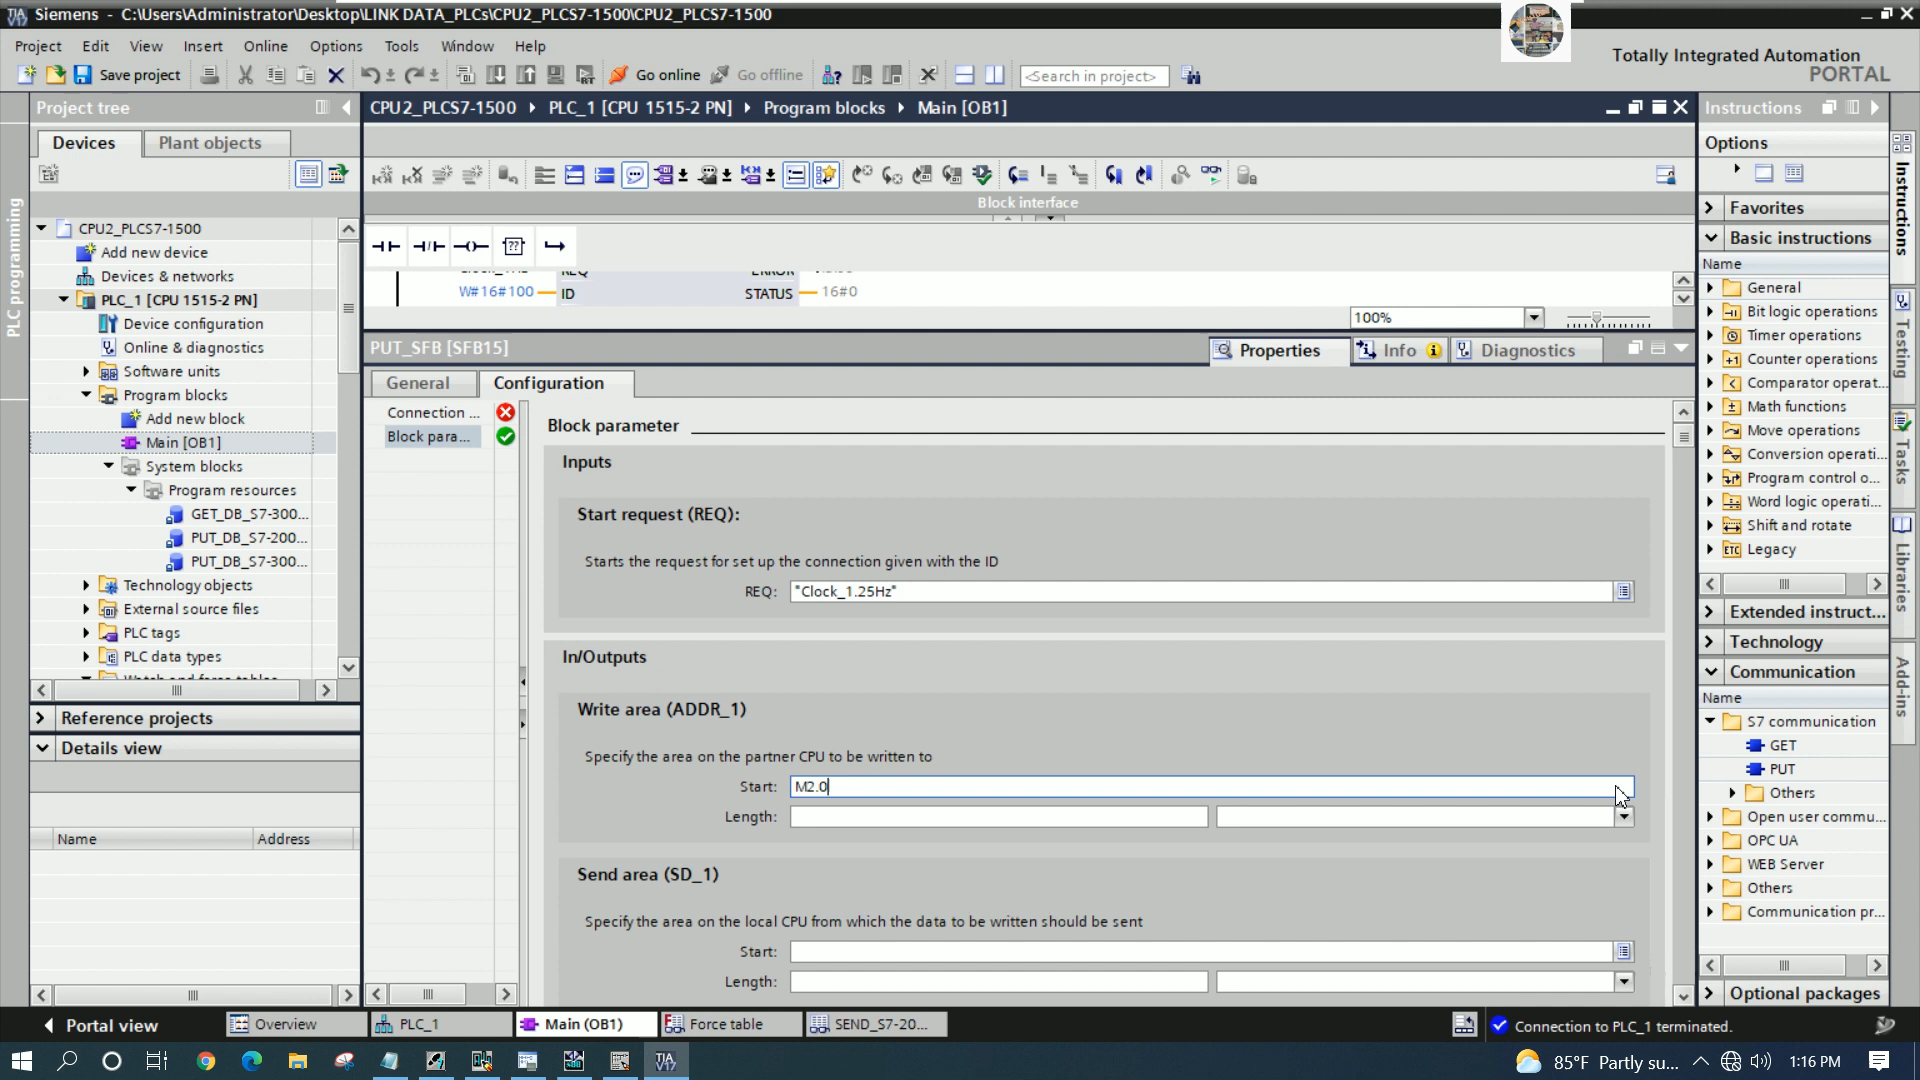 Siemens - C:\Users\Administrator\Desktop\LINK DATA_PLCs\CPU2_PLCS7-1500\CPU2_PLCS7-1500
Project Edit View Insert Online Options Tools Window Help
Totally Integrated Automation
PORTAL
Save project
Go online
Go offline
<Search in project>
Project tree
CPU2_PLCS7-1500 PLC_1 [CPU 1515-2 PN] Program blocks Main [OB1]
Instructions
Devices
Plant objects
Options
PLC programming
Block interface
CPU2_PLCS7-1500
Add new device
Devices & networks
PLC_1 [CPU 1515-2 PN]
Device configuration
Online & diagnostics
Software units
Program blocks
Add new block
Main [OB1]
System blocks
Program resources
GET_DB_S7-300...
PUT_DB_S7-200...
PUT_DB_S7-300...
Technology objects
External source files
PLC tags
PLC data types
Reference projects
Details view
Name Address
??
W#16#100 ID STATUS 16#0
100%
PUT_SFB [SFB15]
Properties Info Diagnostics
General Configuration
Connection ...
Block para...
Block parameter
Inputs
Start request (REQ):
Starts the request for set up the connection given with the ID
REQ: "Clock_1.25Hz"
In/Outputs
Write area (ADDR_1)
Specify the area on the partner CPU to be written to
Start: M2.0
Length:
Send area (SD_1)
Specify the area on the local CPU from which the data to be written should be sent
Start:
Length:
Favorites
Basic instructions
Name
General
Bit logic operations
Timer operations
Counter operations
Comparator operat...
Math functions
Move operations
Conversion operati...
Program control o...
Word logic operati...
Shift and rotate
Legacy
Extended instruct...
Technology
Communication
Name
S7 communication
GET
PUT
Others
Open user commu...
OPC UA
WEB Server
Others
Communication pr...
Optional packages
Instructions
Testing
Tasks
Libraries
Add-ins
Portal view
Overview
PLC_1
Main (OB1)
Force table
SEND_S7-20...
Connection to PLC_1 terminated.
85°F Partly su...
1:16 PM